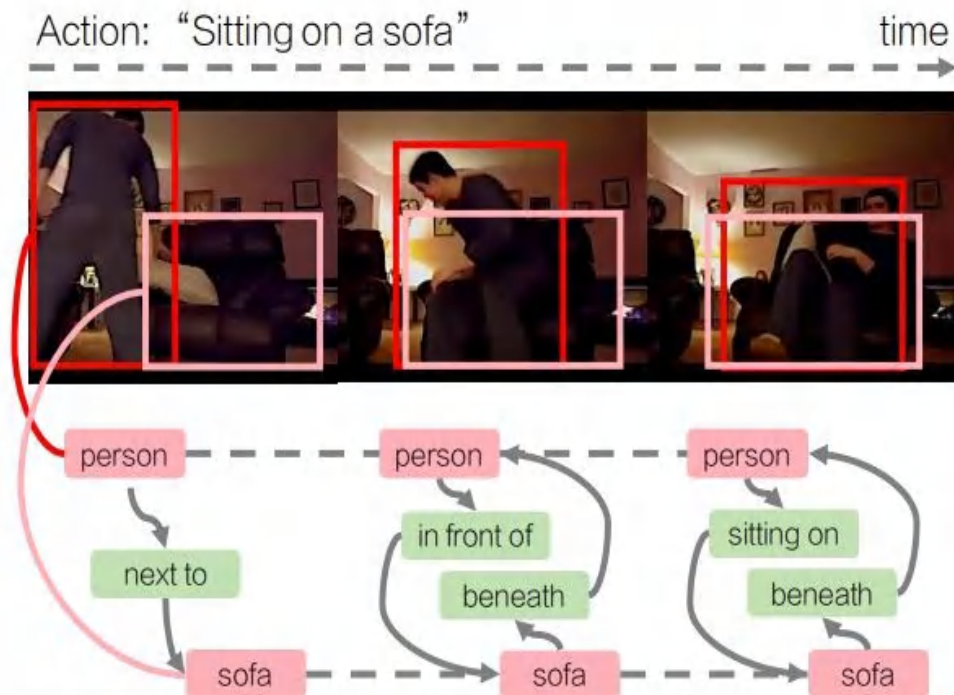 Action: “Sitting on a sofa” time
person person person
in front of sitting on
next to beneath beneath
sofa sofa sofa